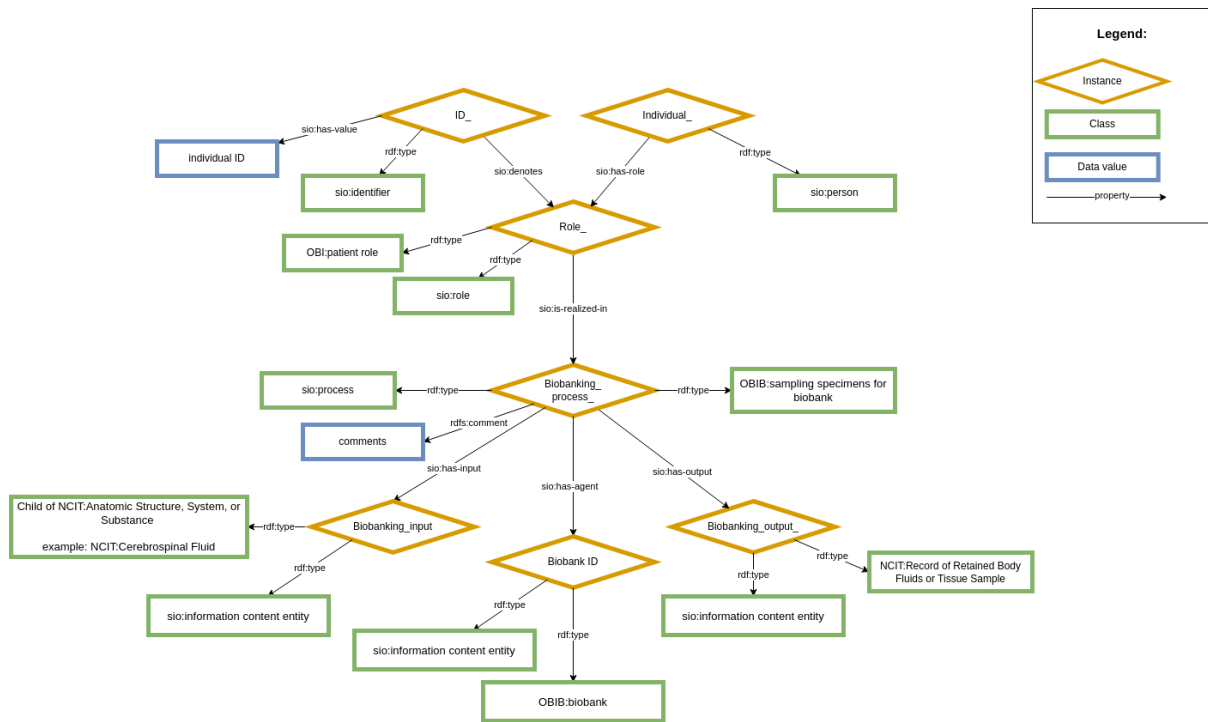 Legend:
Instance
Class
Data value
property
ID_
Individual_
sio:has-value
rdf:type
rdf:type
individual ID
sio:denotes
sio:has-role
sio:identifier
sio:person
Role_
rdf:type
OBI:patient role
rdf:type
sio:role
sio:is-realized-in
sio:process
rdf:type
Biobanking_
process_
rdf:type
OBIB:sampling specimens for
biobank
rdfs:comment
comments
sio:has-input
sio:has-output
sio:has-agent
Child of NCIT:Anatomic Structure, System, or
Substance
example: NCIT:Cerebrospinal Fluid
rdf:type
Biobanking_input
Biobanking_output_
rdf:type
rdf:type
Biobank ID
rdf:type
NCIT:Record of Retained Body
Fluids or Tissue Sample
rdf:type
sio:information content entity
sio:information content entity
rdf:type
sio:information content entity
OBIB:biobank